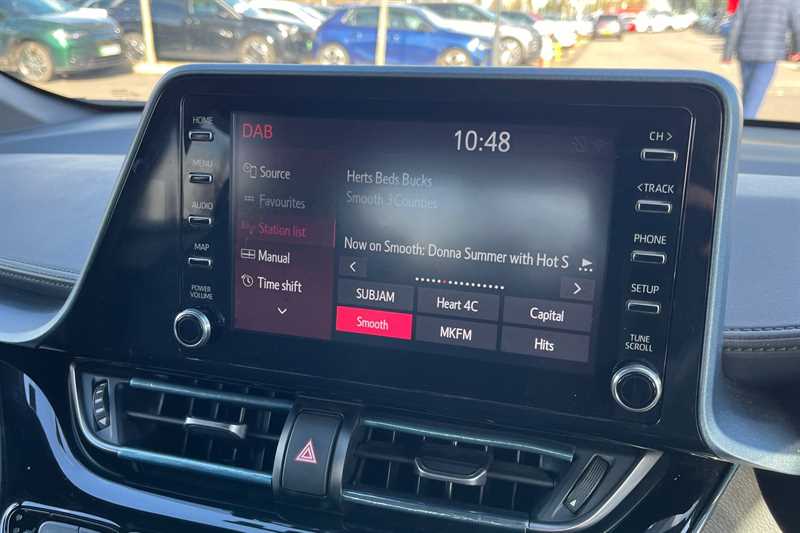 HOME
MENU
AUDIO
MAP
POWER
VOLUME
DAB
10:48
Source
Favourites
Station list
Manual
Time shift
Herts Beds Bucks
Smooth 3 Counties
Now on Smooth: Donna Summer with Hot S
SUBJAM
Heart 4C
Capital
Smooth
MKFM
Hits
CH >
< TRACK
PHONE
SETUP
TUNE
SCROLL